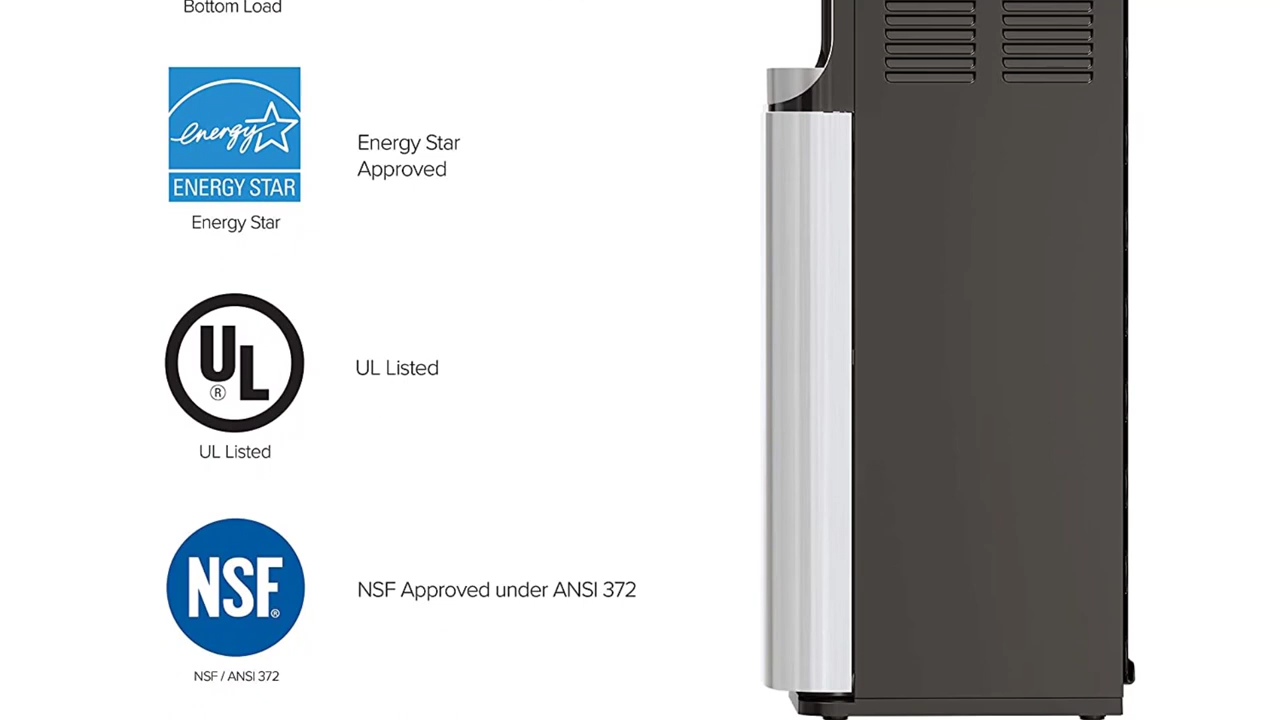 Bottom Load
energy
ENERGY STAR
Energy Star
Energy Star
Approved
UL
®
UL Listed
UL Listed
NSF®
NSF / ANSI 372
NSF Approved under ANSI 372